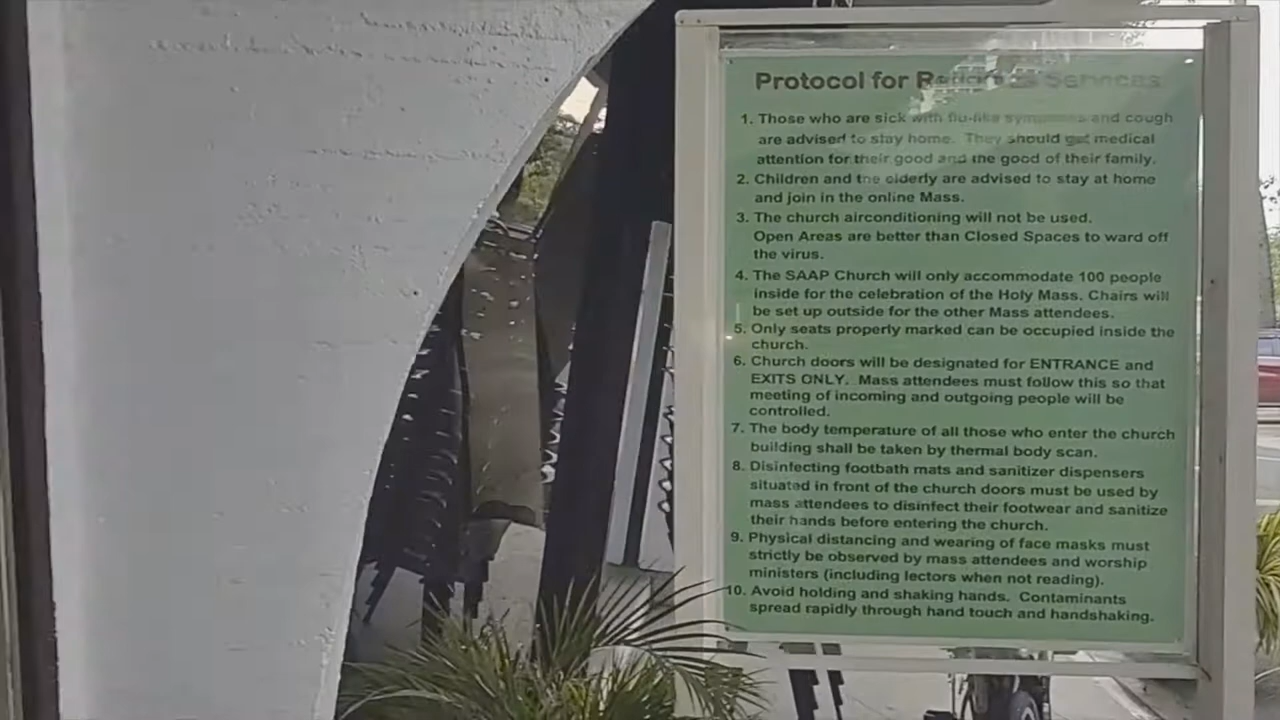 Protocol for Religious Services
1. Those who are sick with flu-like symptoms and cough
are advised to stay home. They should get medical
attention for their good and the good of their family.
2. Children and the elderly are advised to stay at home
and join in the online Mass.
3. The church airconditioning will not be used.
Open Areas are better than Closed Spaces to ward off
the virus.
4. The SAAP Church will only accommodate 100 people
inside for the celebration of the Holy Mass. Chairs will
be set up outside for the other Mass attendees.
5. Only seats properly marked can be occupied inside the
church.
6. Church doors will be designated for ENTRANCE and
EXITS ONLY. Mass attendees must follow this so that
meeting of incoming and outgoing people will be
controlled.
7. The body temperature of all those who enter the church
building shall be taken by thermal body scan.
8. Disinfecting footbath mats and sanitizer dispensers
situated in front of the church doors must be used by
mass attendees to disinfect their footwear and sanitize
their hands before entering the church.
9. Physical distancing and wearing of face masks must
strictly be observed by mass attendees and worship
ministers (including lectors when not reading).
10. Avoid holding and shaking hands. Contaminants
spread rapidly through hand touch and handshaking.